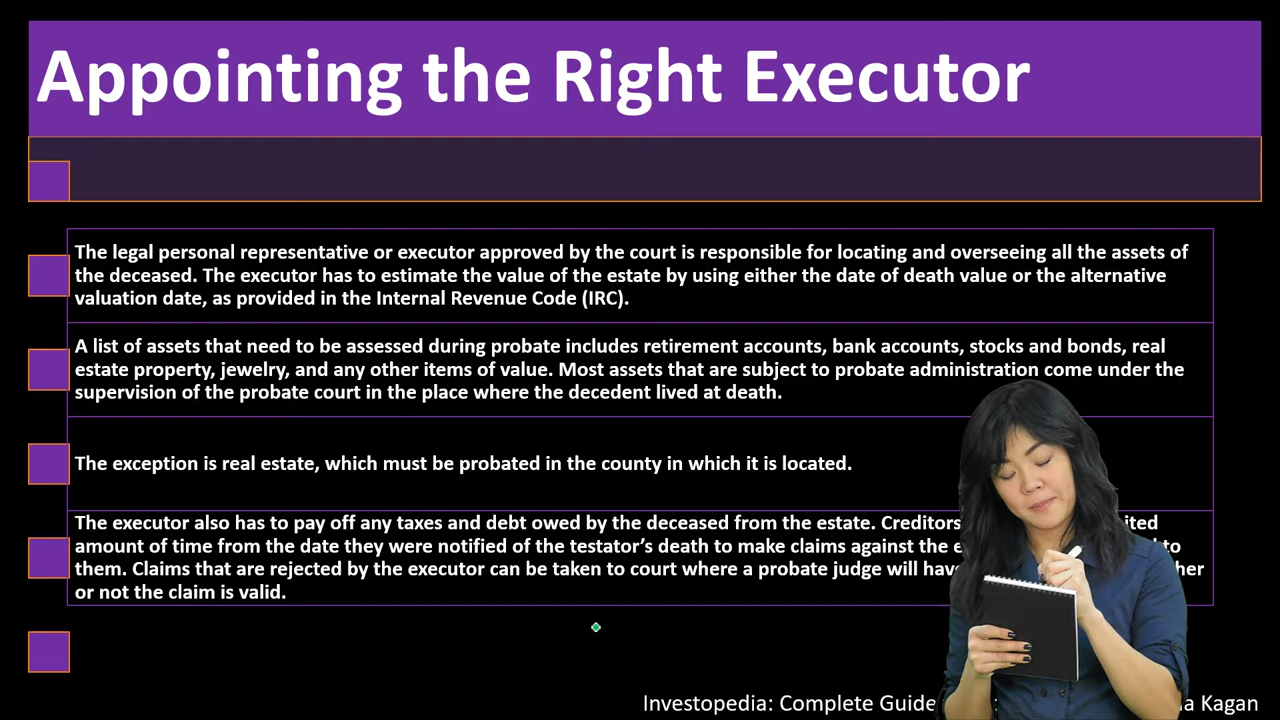 Appointing the Right Executor
The legal personal representative or executor approved by the court is responsible for locating and overseeing all the assets of
the deceased. The executor has to estimate the value of the estate by using either the date of death value or the alternative
valuation date, as provided in the Internal Revenue Code (IRC).
A list of assets that need to be assessed during probate includes retirement accounts, bank accounts, stocks and bonds, real
estate property, jewelry, and any other items of value. Most assets that are subject to probate administration come under the
supervision of the probate court in the place where the decedent lived at death.
The exception is real estate, which must be probated in the county in which it is located.
The executor also has to pay off any taxes and debt owed by the deceased from the estate. Creditors
amount of time from the date they were notified of the testator’s death to make claims against the to
them. Claims that are rejected by the executor can be taken to court where a probate judge will have
or not the claim is valid.
Investopedia: Complete Guide Kagan